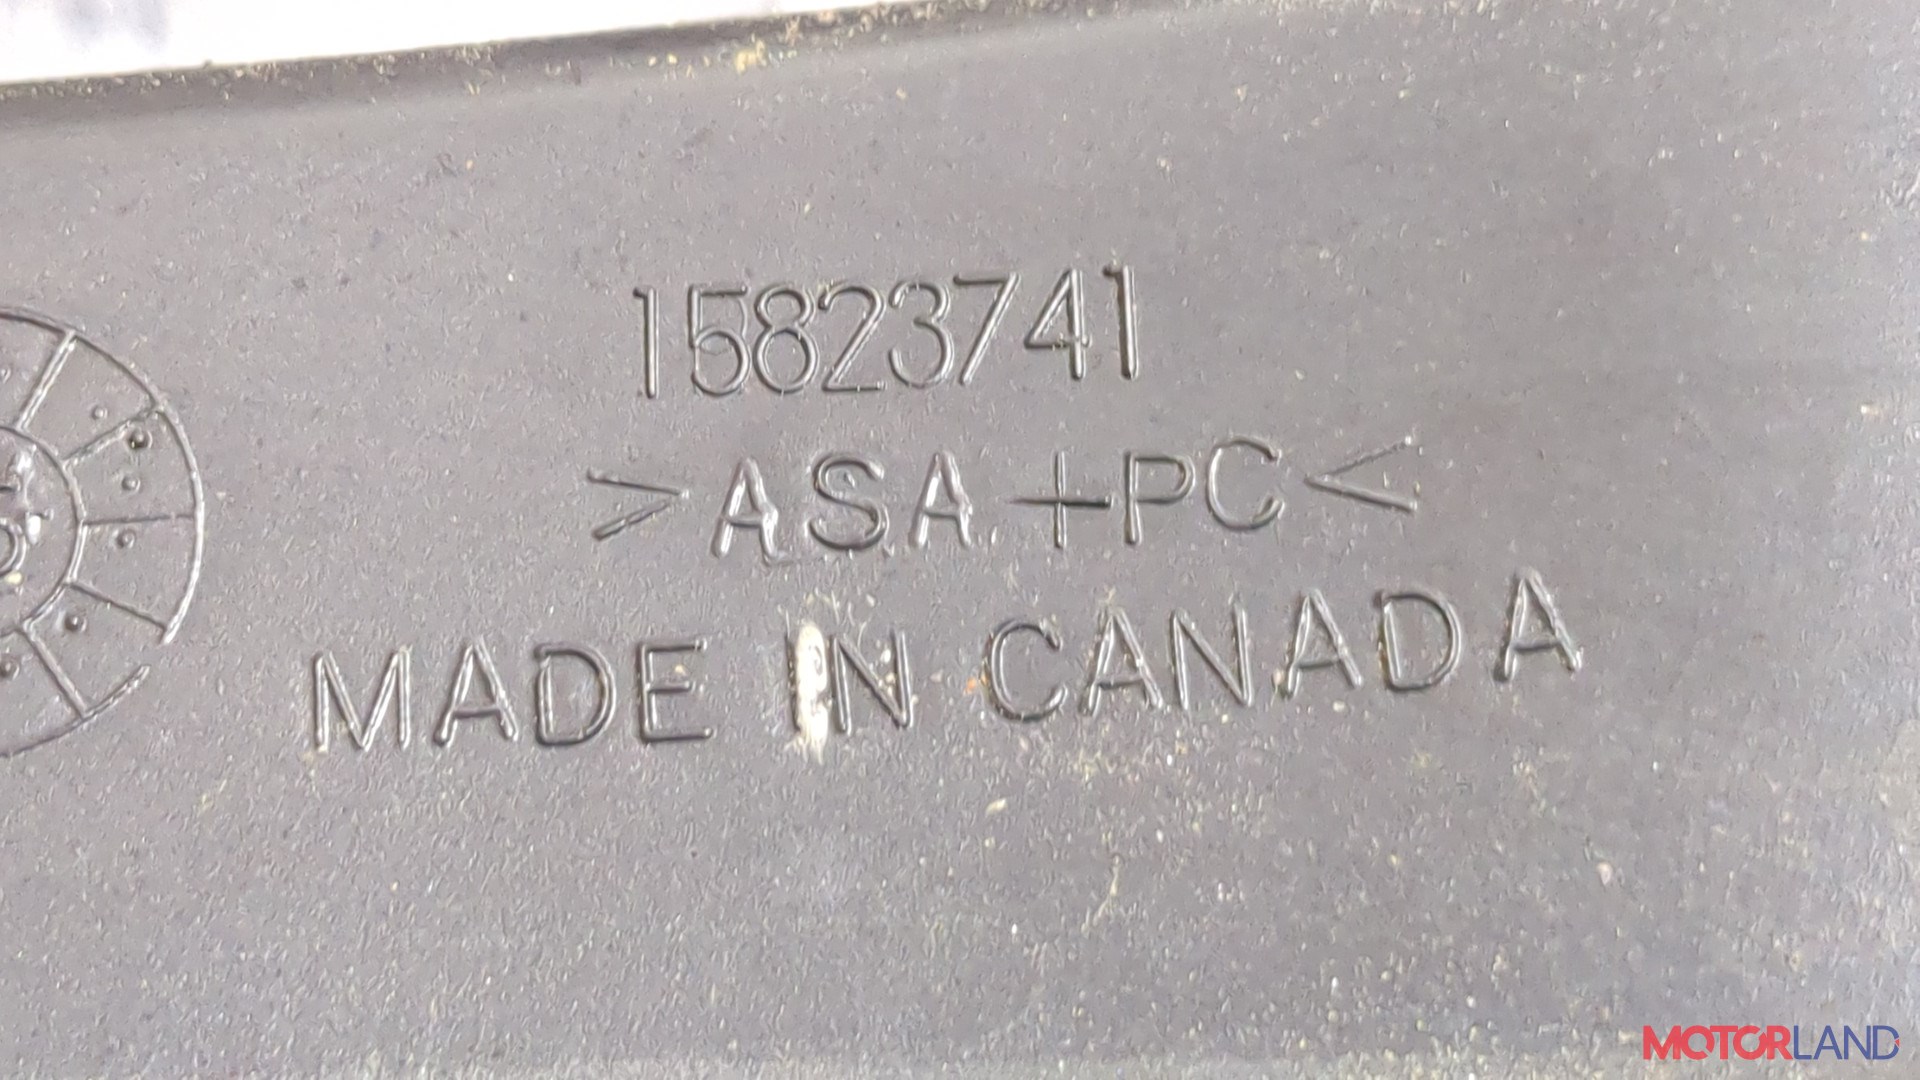 15823741
>ASA+PC<
MADE IN CANADA
MOTORLAND